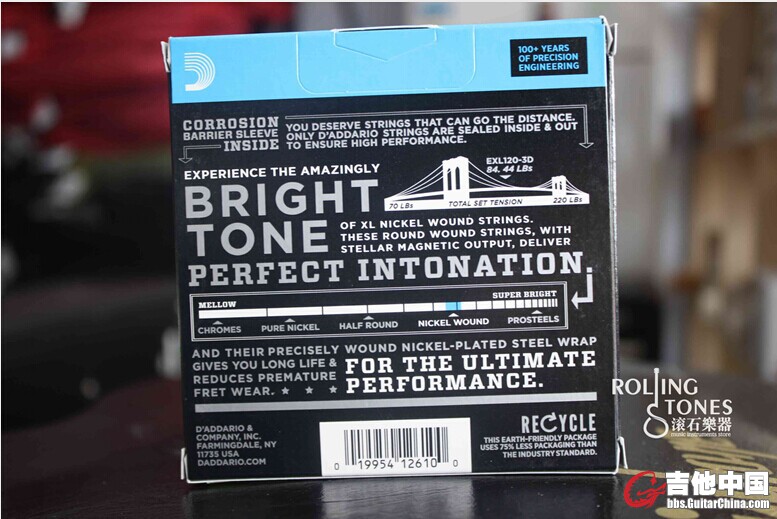 100+ YEARS
OF PRECISION
ENGINEERING
CORROSION
BARRIER SLEEVE
INSIDE
YOU DESERVE STRINGS THAT CAN GO THE DISTANCE.
ONLY D'ADDARIO STRINGS ARE SEALED INSIDE & OUT
TO ENSURE HIGH PERFORMANCE.
EXPERIENCE THE AMAZINGLY
BRIGHT
TONE
EXL120-3D
84.44 LBs
70 LBs
TOTAL SET TENSION
220 LBs
OF XL NICKEL WOUND STRINGS.
THESE ROUND WOUND STRINGS, WITH
STELLAR MAGNETIC OUTPUT, DELIVER
PERFECT INTONATION.
MELLOW
SUPER BRIGHT
CHROMES
PURE NICKEL
HALF ROUND
NICKEL WOUND
PROSTEELS
AND THEIR PRECISELY WOUND NICKEL-PLATED STEEL WRAP
GIVES YOU LONG LIFE &
REDUCES PREMATURE
FRET WEAR.
FOR THE ULTIMATE
PERFORMANCE.
D'ADDARIO &
COMPANY, INC.
FARMINGDALE, NY
11735 USA
DADDARIO.COM
0 19954 12610 0
RECYCLE
THIS EARTH-FRIENDLY PACKAGE
USES 75% LESS PACKAGING THAN
THE INDUSTRY STANDARD.
ROLLING
STONES
滚石樂器
music instruments store
吉他中国
bbs.GuitarChina.com